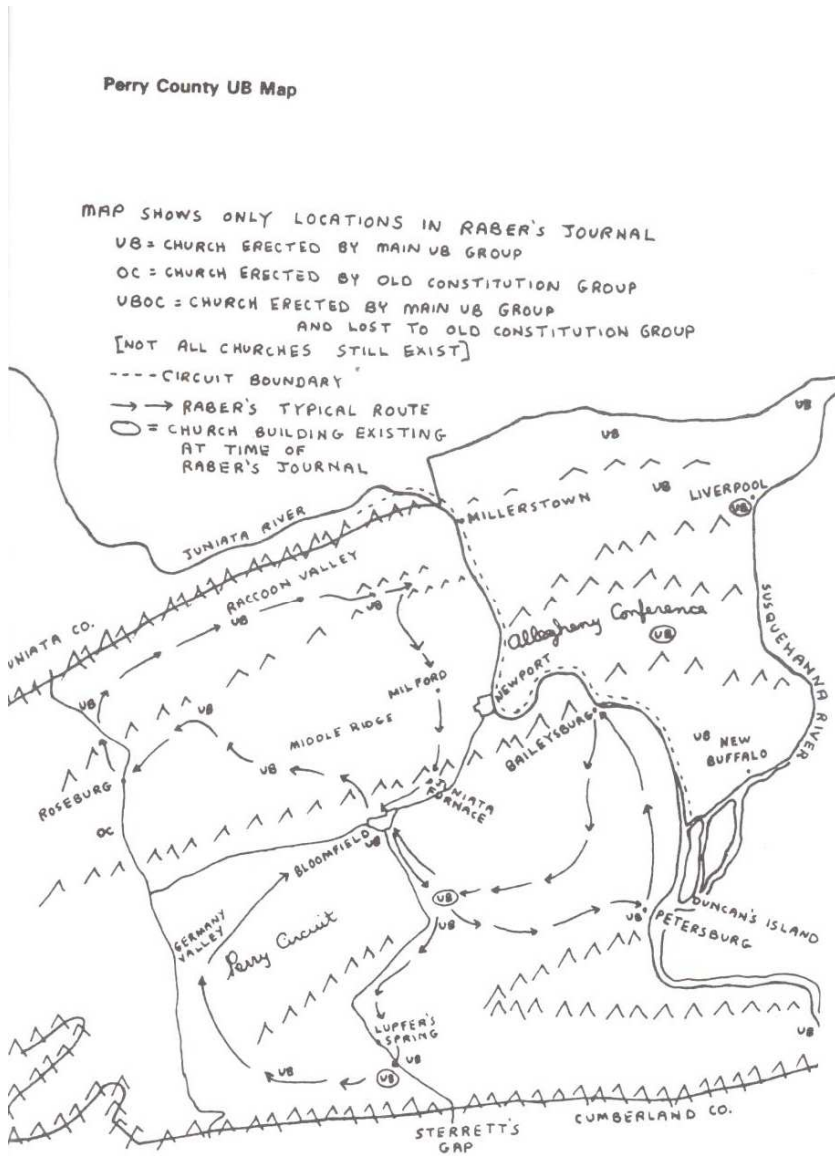 Perry County UB Map
MAP SHOWS ONLY LOCATIONS IN RABER'S JOURNAL
UB = CHURCH ERECTED BY MAIN UB GROUP
OC = CHURCH ERECTED BY OLD CONSTITUTION GROUP
UBOC = CHURCH ERECTED BY MAIN UB GROUP
AND LOST TO OLD CONSTITUTION GROUP
[NOT ALL CHURCHES STILL EXIST]
---- CIRCUIT BOUNDARY
→ → RABER'S TYPICAL ROUTE
= CHURCH BUILDING EXISTING
AT TIME OF
RABER'S JOURNAL
UB
UB
UB
LIVERPOOL
UB
JUNIATA RIVER
MILLERSTOWN
RACCOON VALLEY
UB
UB
JUNIATA CO.
Allegheny Conference
UB
SUSQUEHANNA RIVER
NEWPORT
MILFORD
UB
UB
MIDDLE RIDGE
BAILEYSBURG
UB
NEW
BUFFALO
UB
ROSEBURG
JUNIATA
FURNACE
OC
BLOOMFIELD
UB
UB
UB
GERMANY
VALLEY
Perry Circuit
UB
PETERSBURG
DUNCAN'S ISLAND
LUPFER'S
SPRING
UB
UB
UB
UB
CUMBERLAND CO.
STERRETT'S
GAP